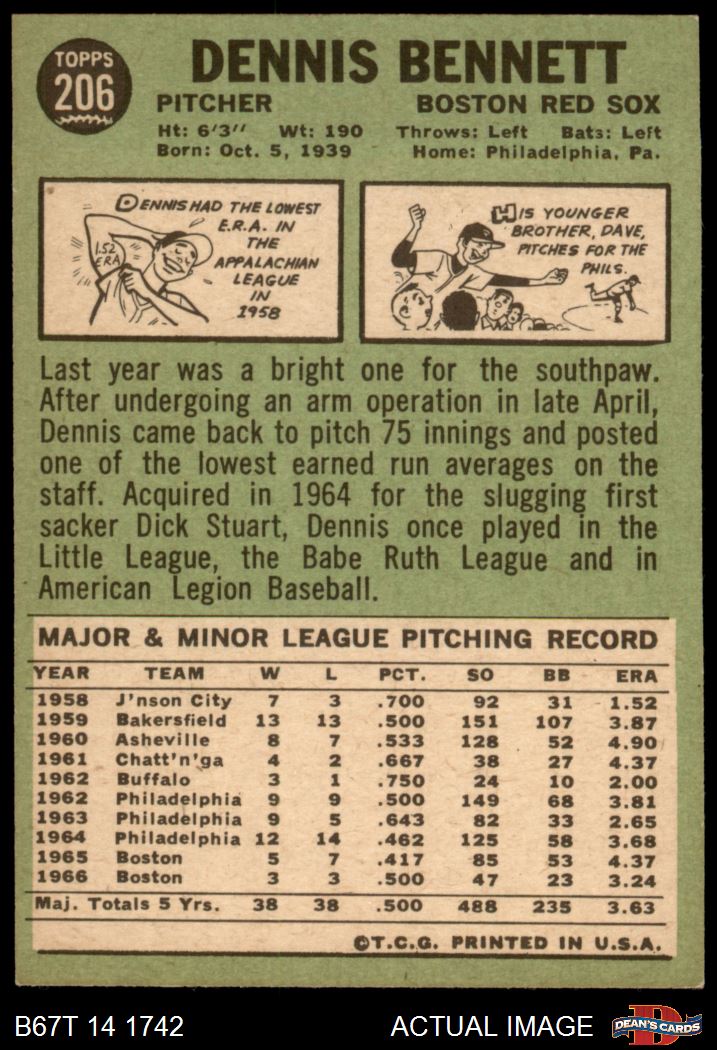 TOPPS
206
DENNIS BENNETT
PITCHER BOSTON RED SOX
Ht: 6'3" Wt: 190 Throws: Left Bats: Left
Born: Oct. 5, 1939 Home: Philadelphia, Pa.
DENNIS HAD THE LOWEST
E.R.A. IN
THE
APPALACHIAN
LEAGUE
IN
1958
1.52
ERA
HIS YOUNGER
BROTHER, DAVE,
PITCHES FOR THE
PHILS.
Last year was a bright one for the southpaw.
After undergoing an arm operation in late April,
Dennis came back to pitch 75 innings and posted
one of the lowest earned run averages on the
staff. Acquired in 1964 for the slugging first
sacker Dick Stuart, Dennis once played in the
Little League, the Babe Ruth League and in
American Legion Baseball.
MAJOR & MINOR LEAGUE PITCHING RECORD
YEAR TEAM W L PCT. SO BB ERA
1958 J'nson City 7 3 .700 92 31 1.52
1959 Bakersfield 13 13 .500 151 107 3.87
1960 Asheville 8 7 .533 128 52 4.90
1961 Chatt'n'ga 4 2 .667 38 27 4.37
1962 Buffalo 3 1 .750 24 10 2.00
1962 Philadelphia 9 9 .500 149 68 3.81
1963 Philadelphia 9 5 .643 82 33 2.65
1964 Philadelphia 12 14 .462 125 58 3.68
1965 Boston 5 7 .417 85 53 4.37
1966 Boston 3 3 .500 47 23 3.24
Maj. Totals 5 Yrs. 38 38 .500 488 235 3.63
©T.C.G. PRINTED IN U.S.A.
B67T 14 1742 ACTUAL IMAGE
DEAN'S CARDS